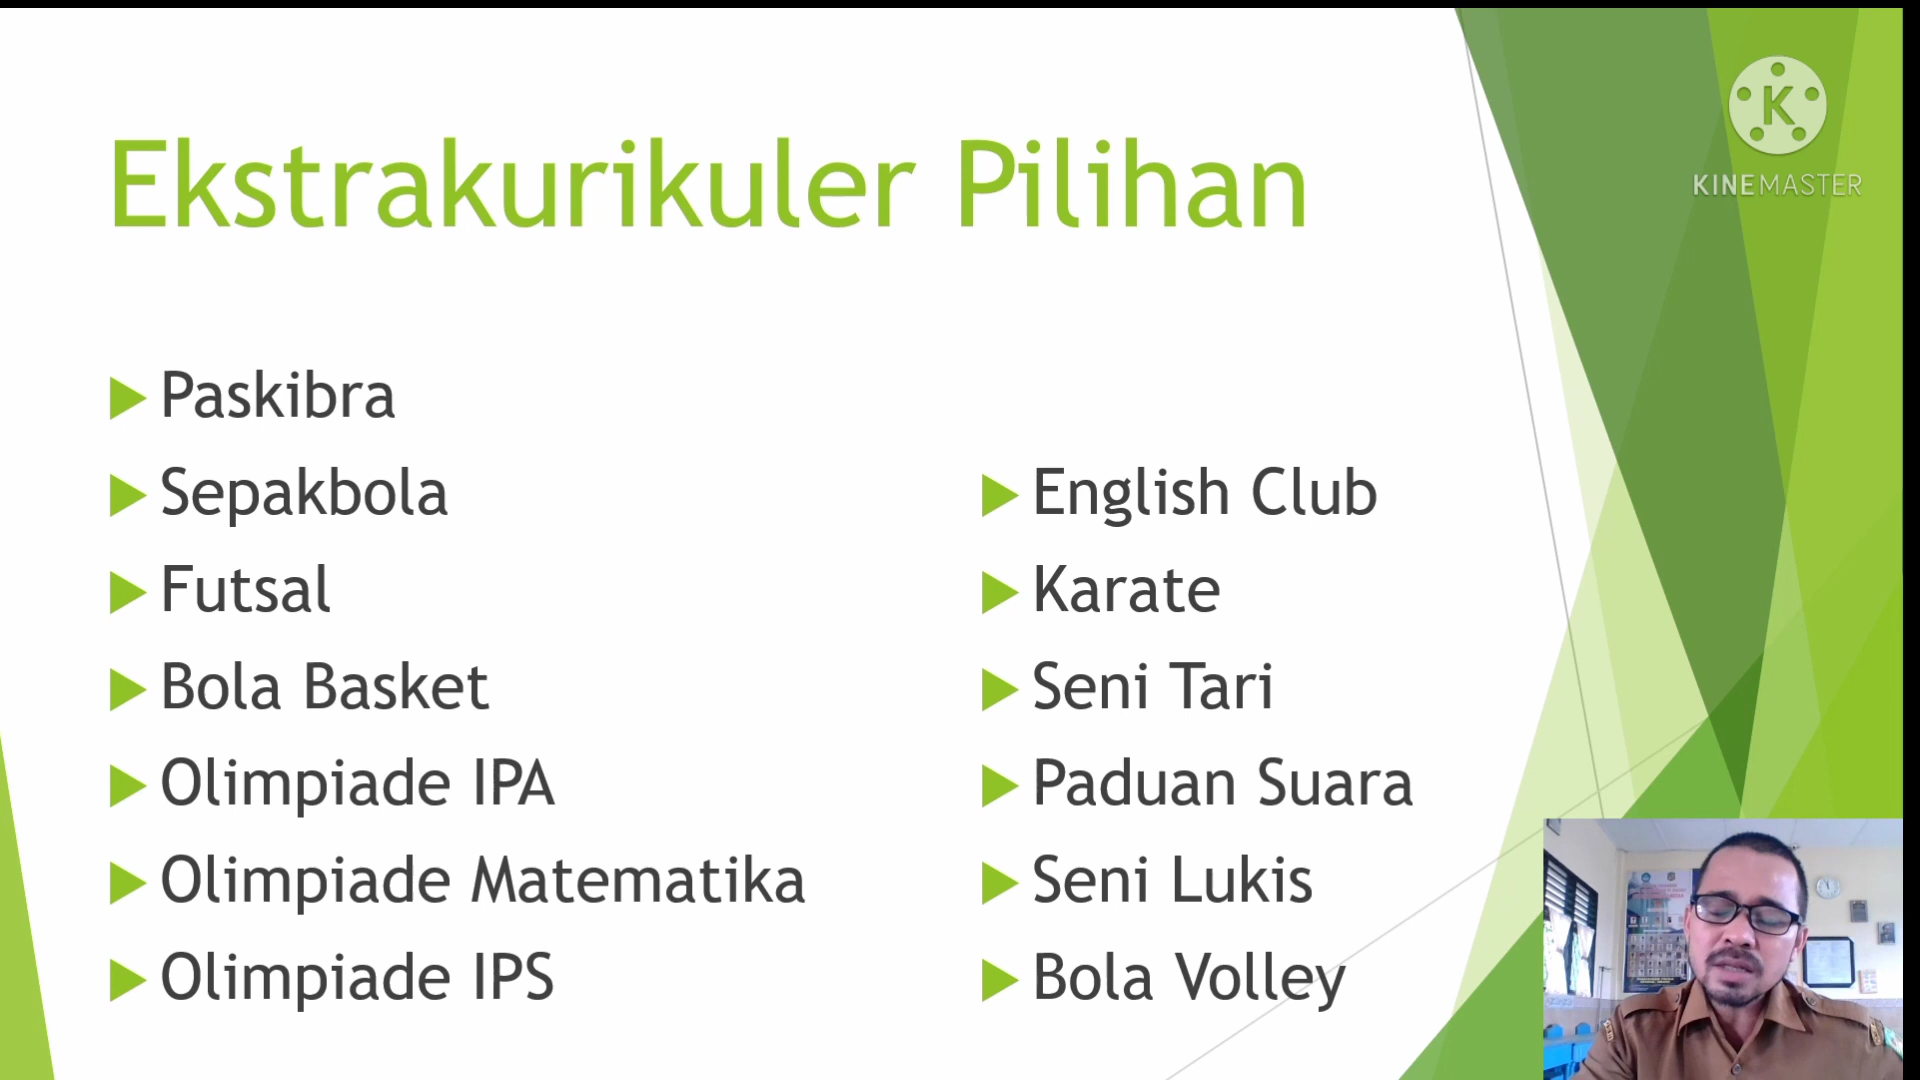 Ekstrakurikuler Pilihan
Paskibra
Sepakbola
Futsal
Bola Basket
Olimpiade IPA
Olimpiade Matematika
Olimpiade IPS
English Club
Karate
Seni Tari
Paduan Suara
Seni Lukis
Bola Volley
K
KINEMASTER